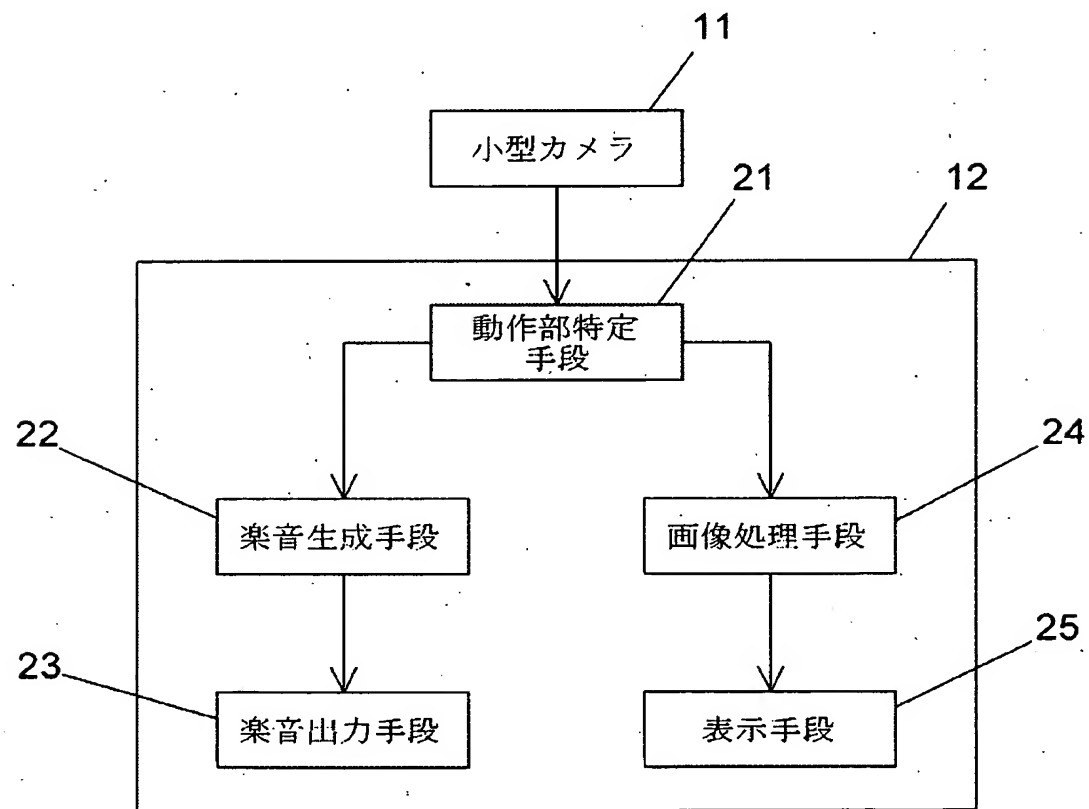 11
小型カメラ
21
12
動作部特定
手段
22
24
楽音生成手段
画像処理手段
23
25
楽音出力手段
表示手段